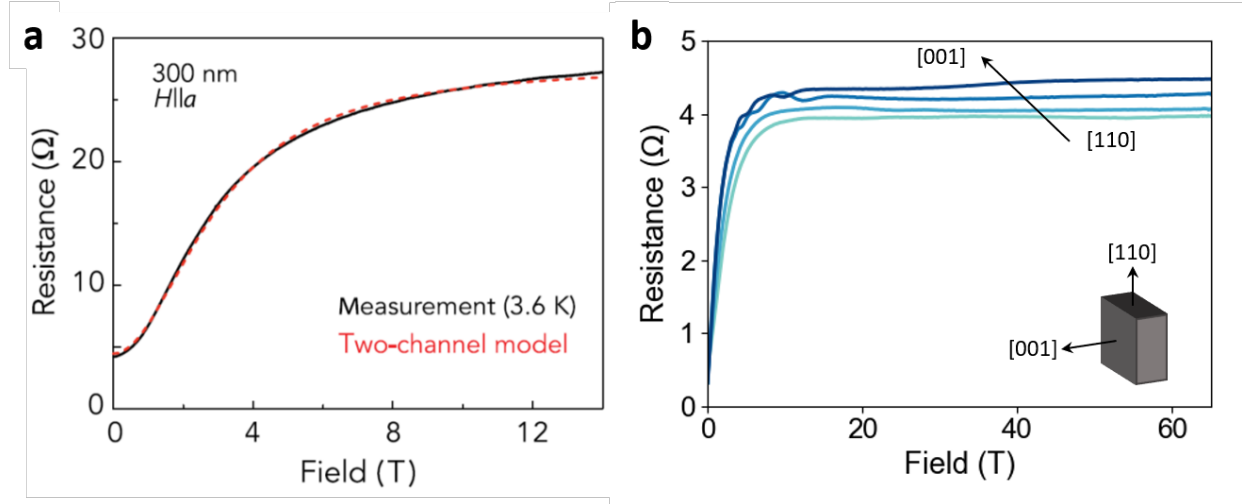 a
30
20
10
0
Resistance (Ω)
300 nm
H||a
Measurement (3.6 K)
Two-channel model
0 4 8 12
Field (T)
b
5
4
3
2
1
0
Resistance (Ω)
[001]
[110]
[110]
[001]
0 20 40 60
Field (T)